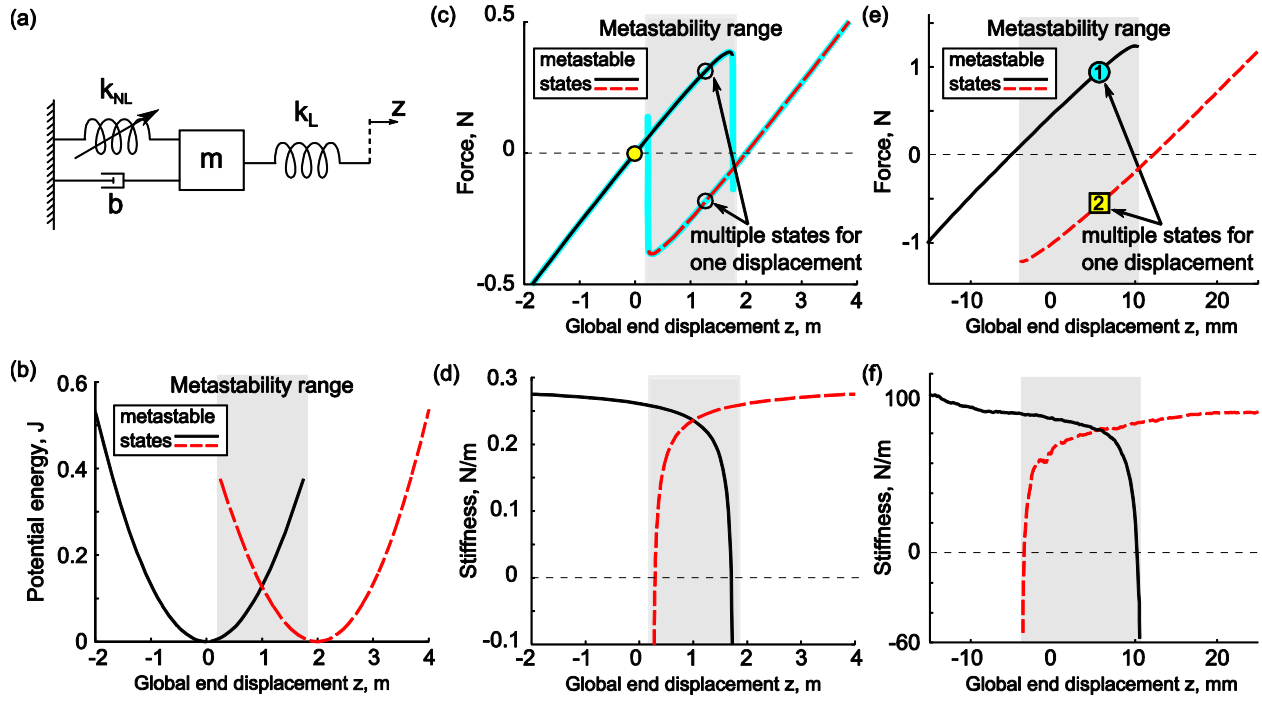 (a)
k_NL
k_L
z
m
b
(b)
Metastability range
metastable
states
Potential energy, J
0.6
0.4
0.2
0
-2 -1 0 1 2 3 4
Global end displacement z, m
(c)
Metastability range
metastable
states
multiple states for
one displacement
Force, N
0.5
0
-0.5
-2 -1 0 1 2 3 4
Global end displacement z, m
(d)
Stiffness, N/m
0.3
0.2
0.1
0
-0.1
-2 -1 0 1 2 3 4
Global end displacement z, m
(e)
Metastability range
metastable
states
1
2
multiple states for
one displacement
Force, N
1
0
-1
-10 0 10 20
Global end displacement z, mm
(f)
Stiffness, N/m
100
0
-60
-10 0 10 20
Global end displacement z, mm